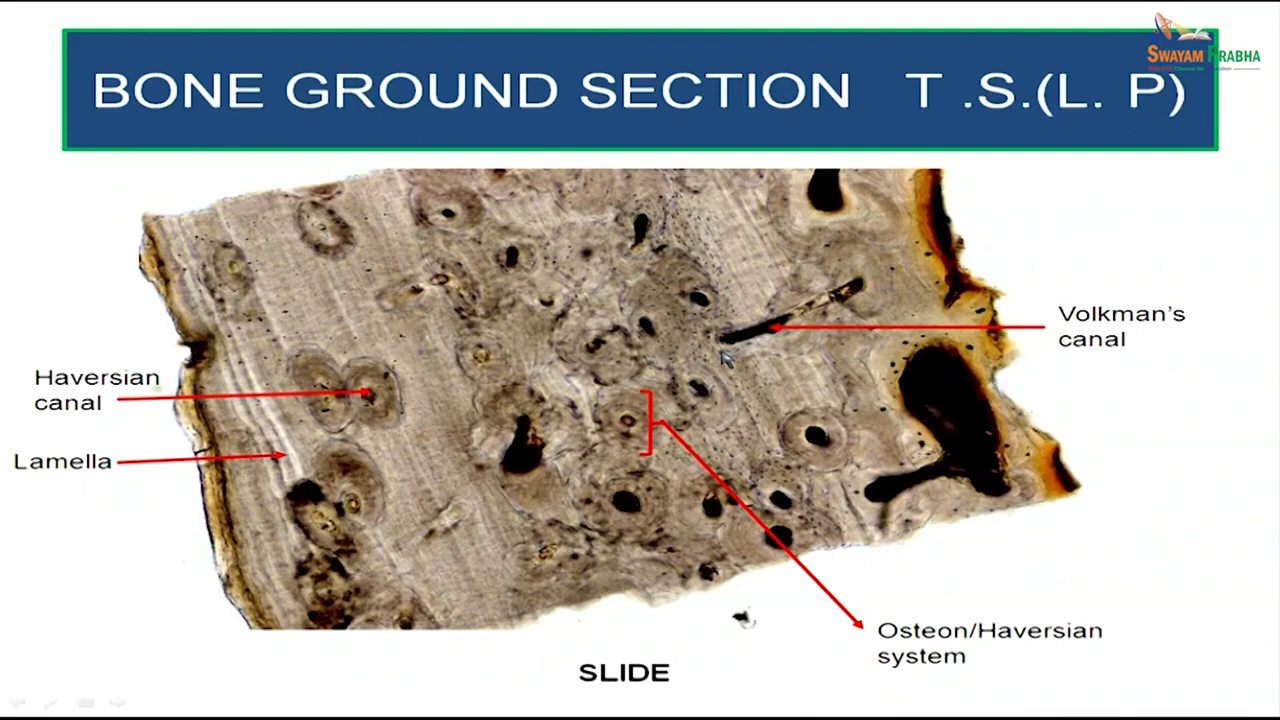 SWAYAM PRABHA
BONE GROUND SECTION T .S.(L. P)
Volkman's
canal
Haversian
canal
Lamella
Osteon/Haversian
system
SLIDE